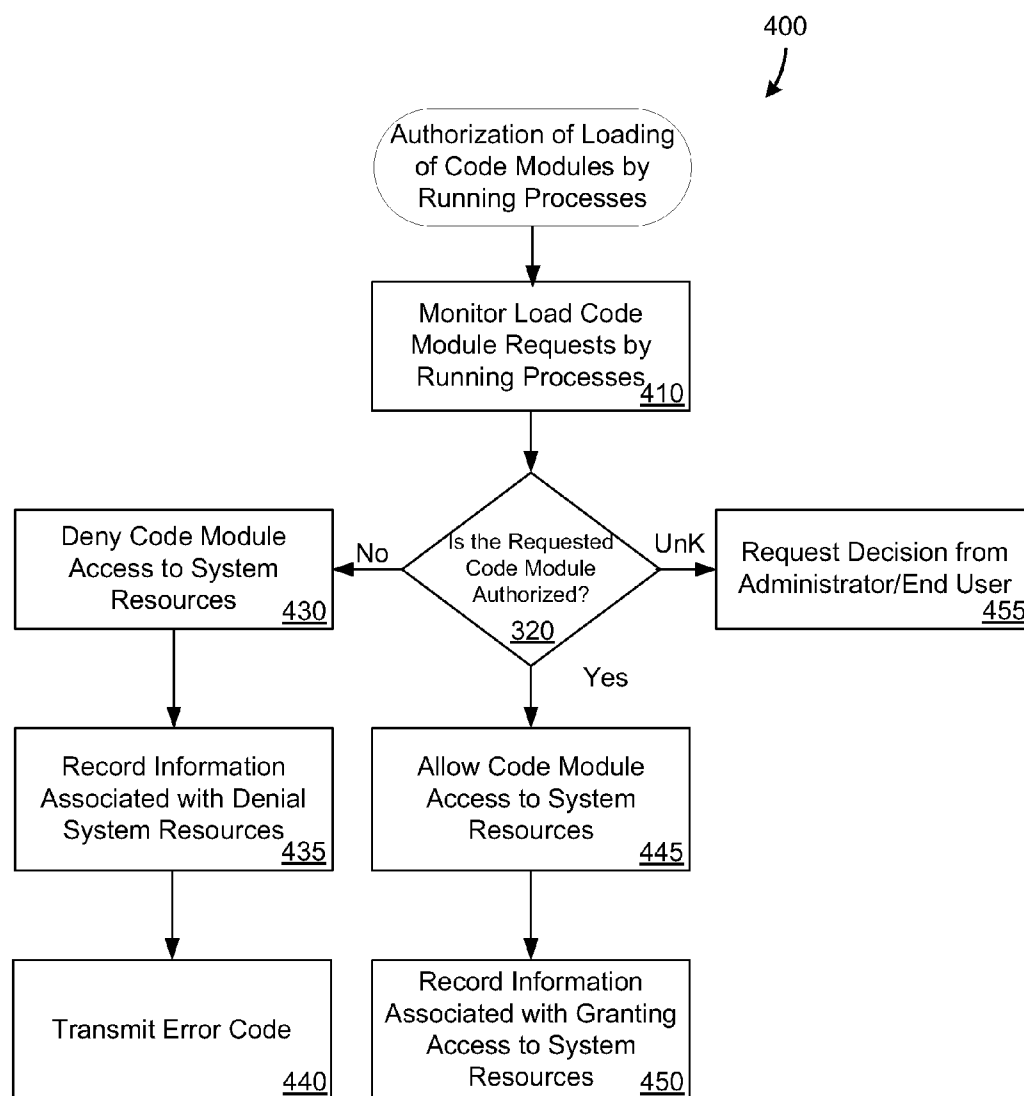 400
Authorization of Loading
of Code Modules by
Running Processes
Monitor Load Code
Module Requests by
Running Processes
410
Is the Requested
Code Module
Authorized?
320
No
UnK
Yes
Deny Code Module
Access to System
Resources
430
Request Decision from
Administrator/End User
455
Record Information
Associated with Denial
System Resources
435
Allow Code Module
Access to System
Resources
445
Transmit Error Code
440
Record Information
Associated with Granting
Access to System
Resources
450